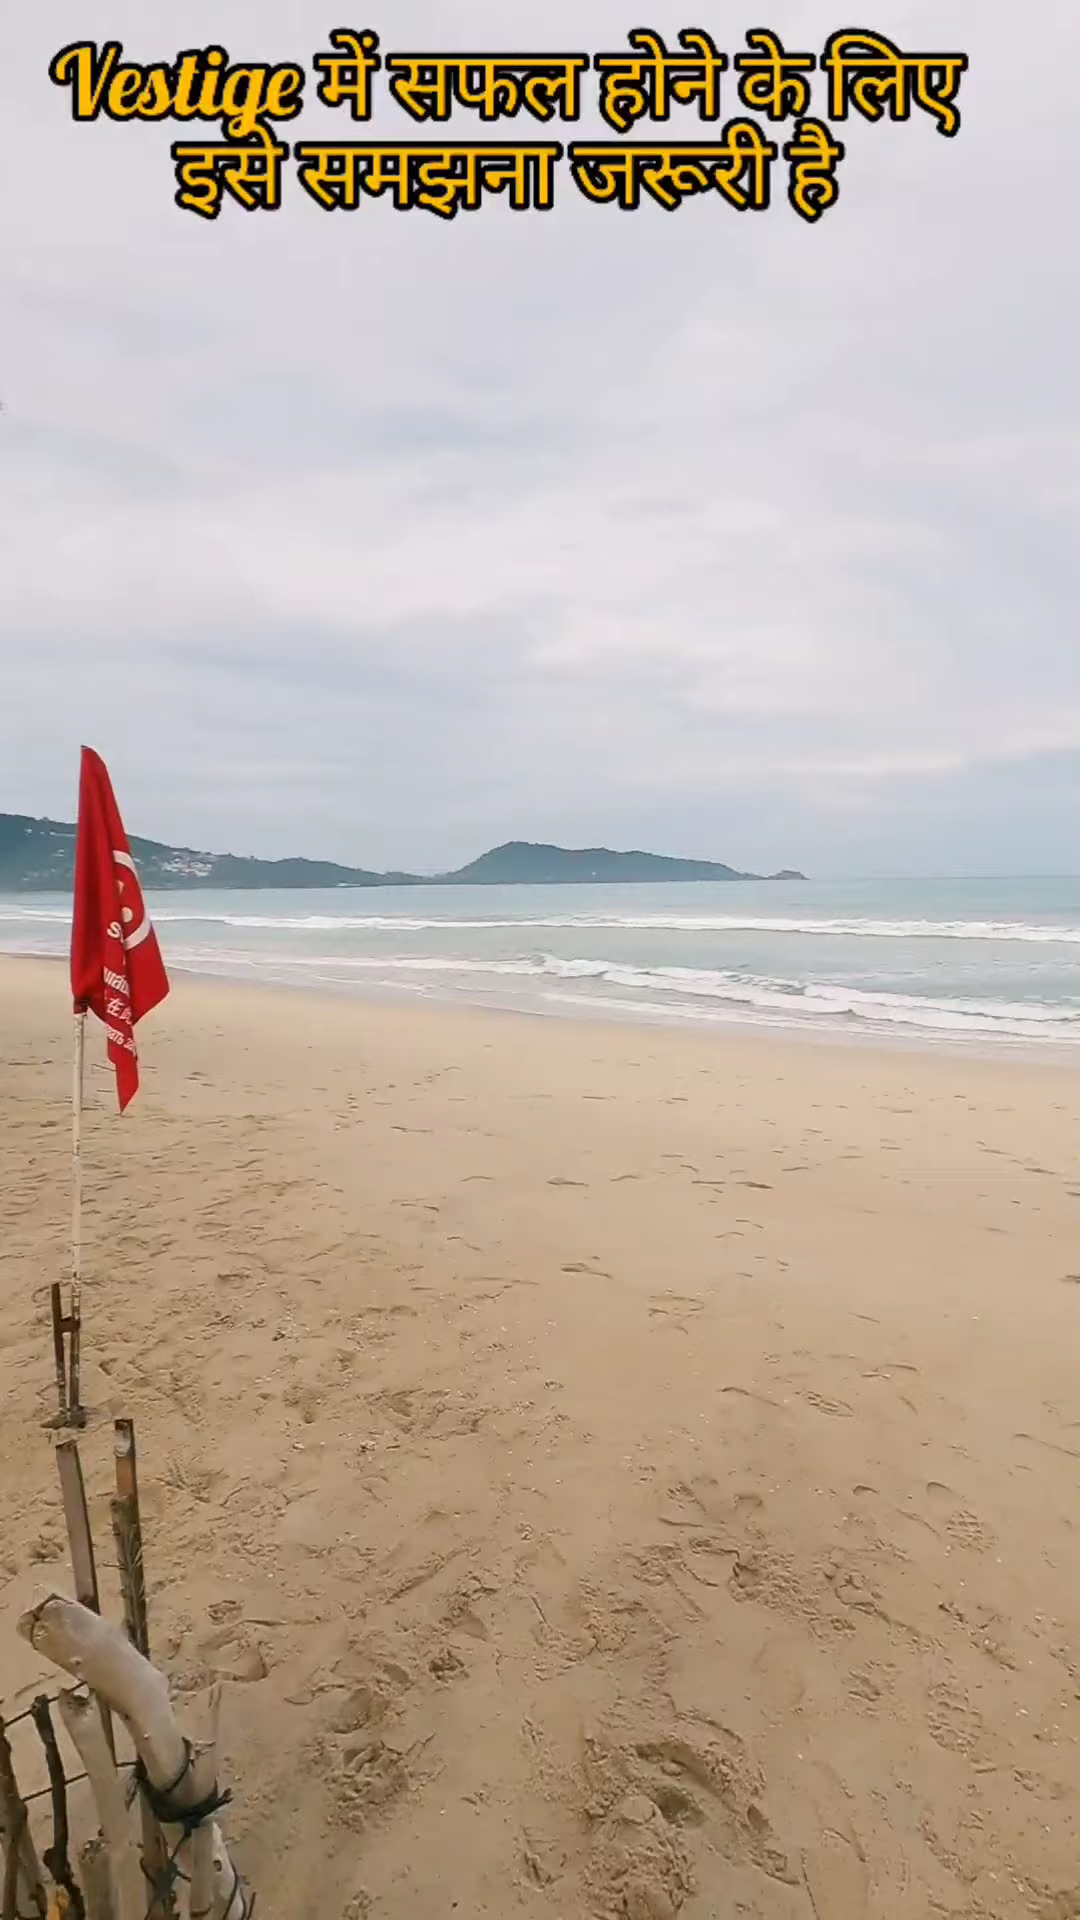 Vestige में सफल होने के लिए
इसे समझना जरूरी है